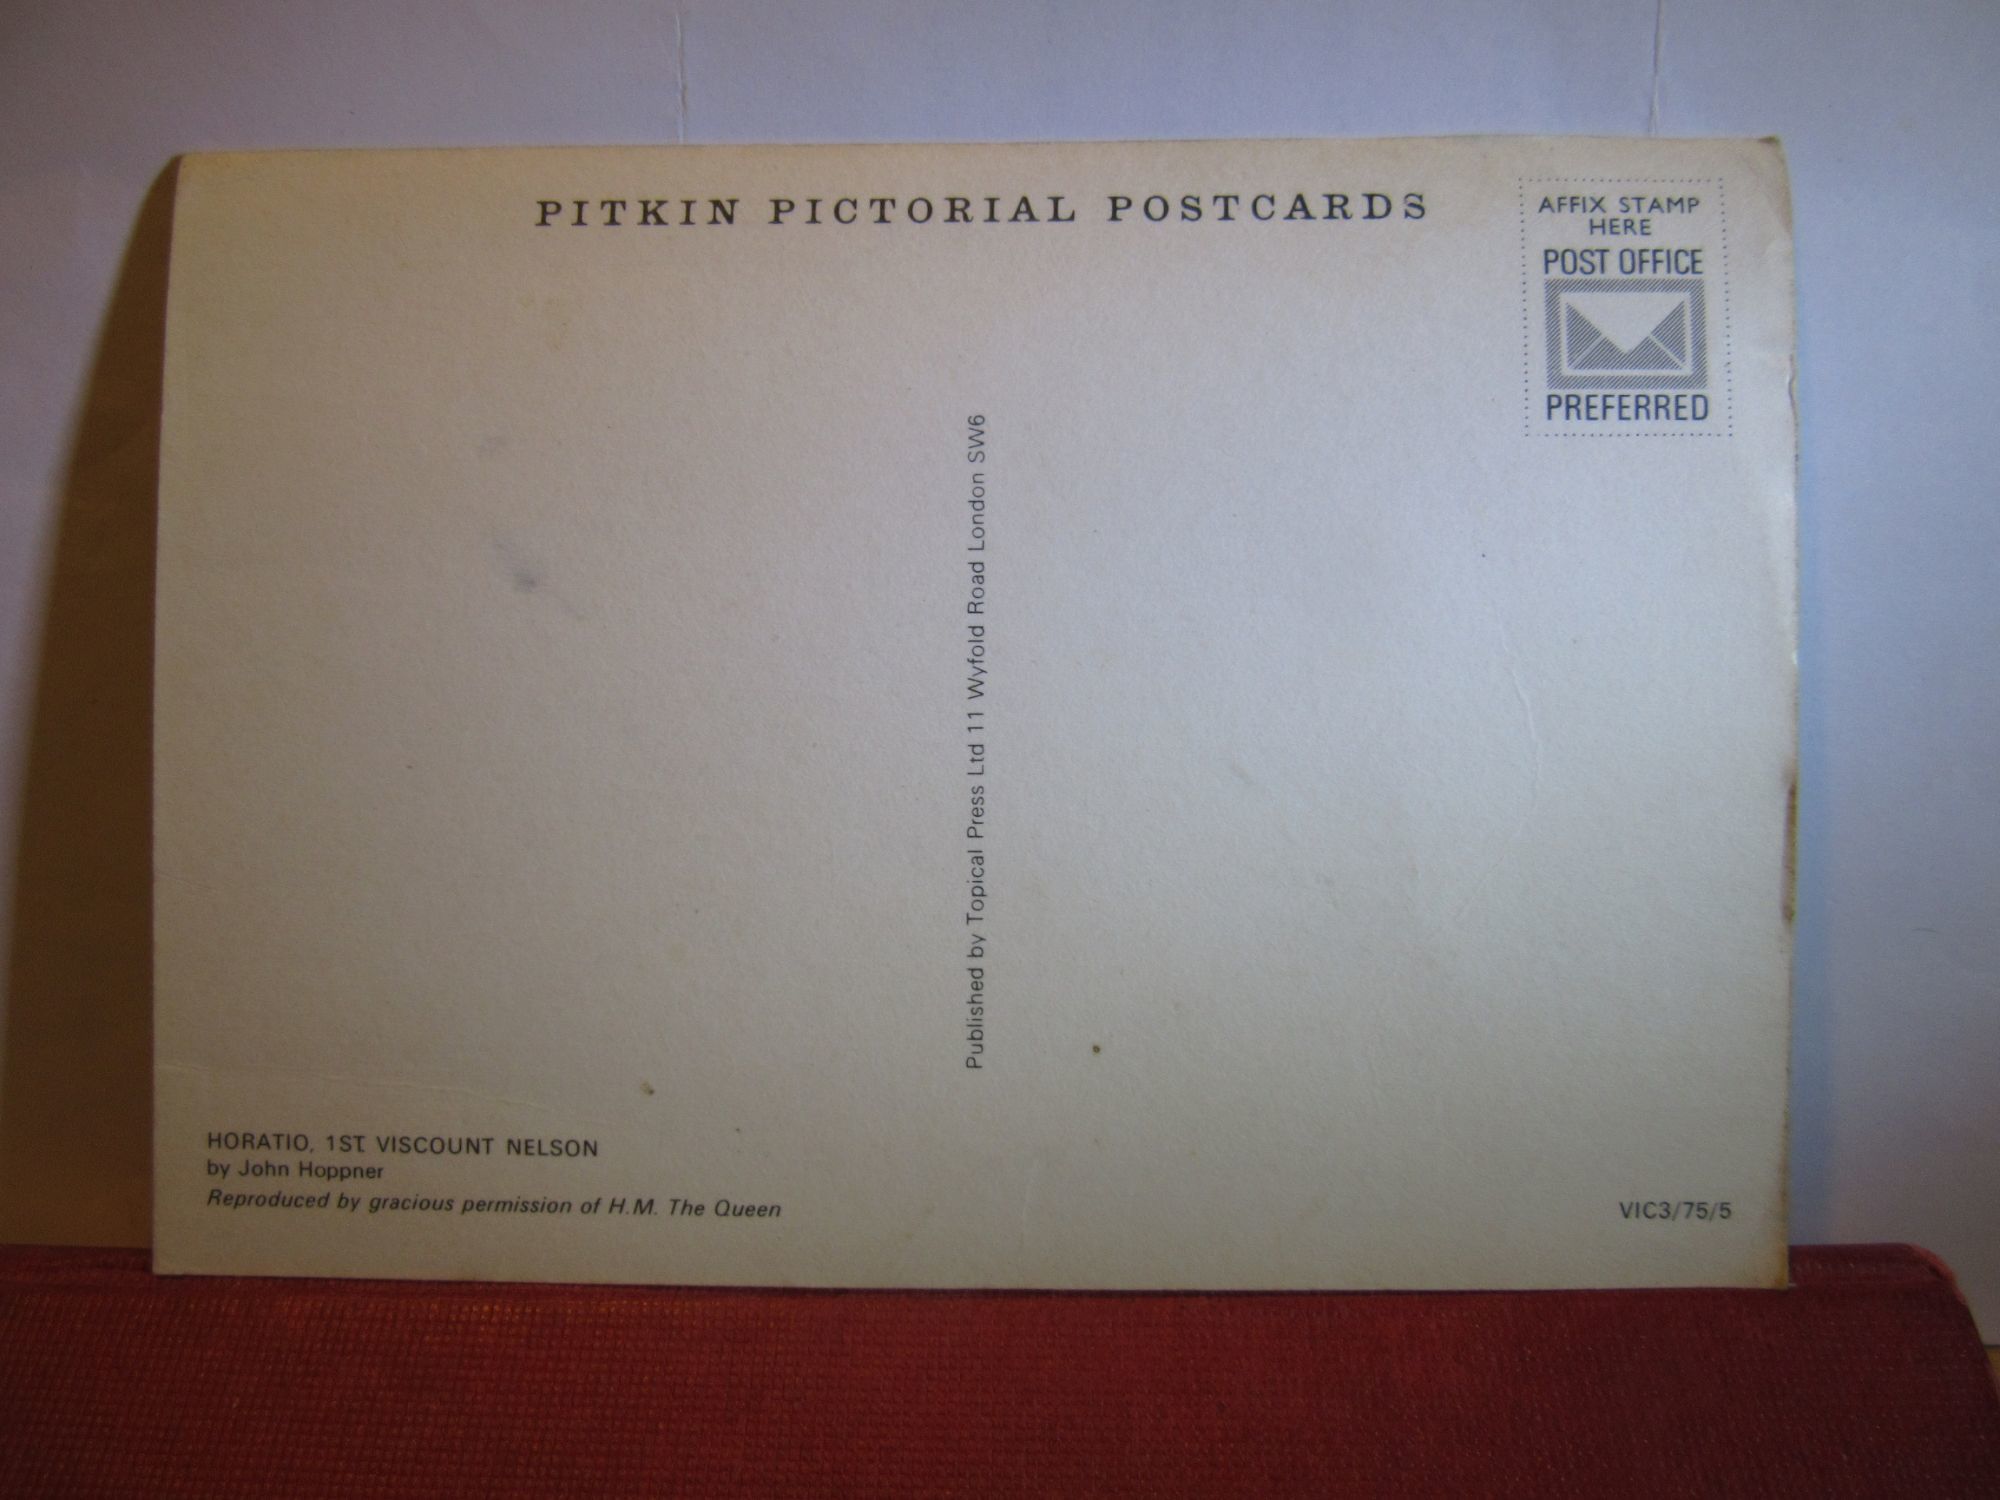 PITKIN PICTORIAL POSTCARDS
AFFIX STAMP
HERE
POST OFFICE
PREFERRED
Published by Topical Press Ltd 11 Wyfold Road London SW6
HORATIO, 1ST. VISCOUNT NELSON
by John Hoppner
Reproduced by gracious permission of H.M. The Queen
VIC3/75/5